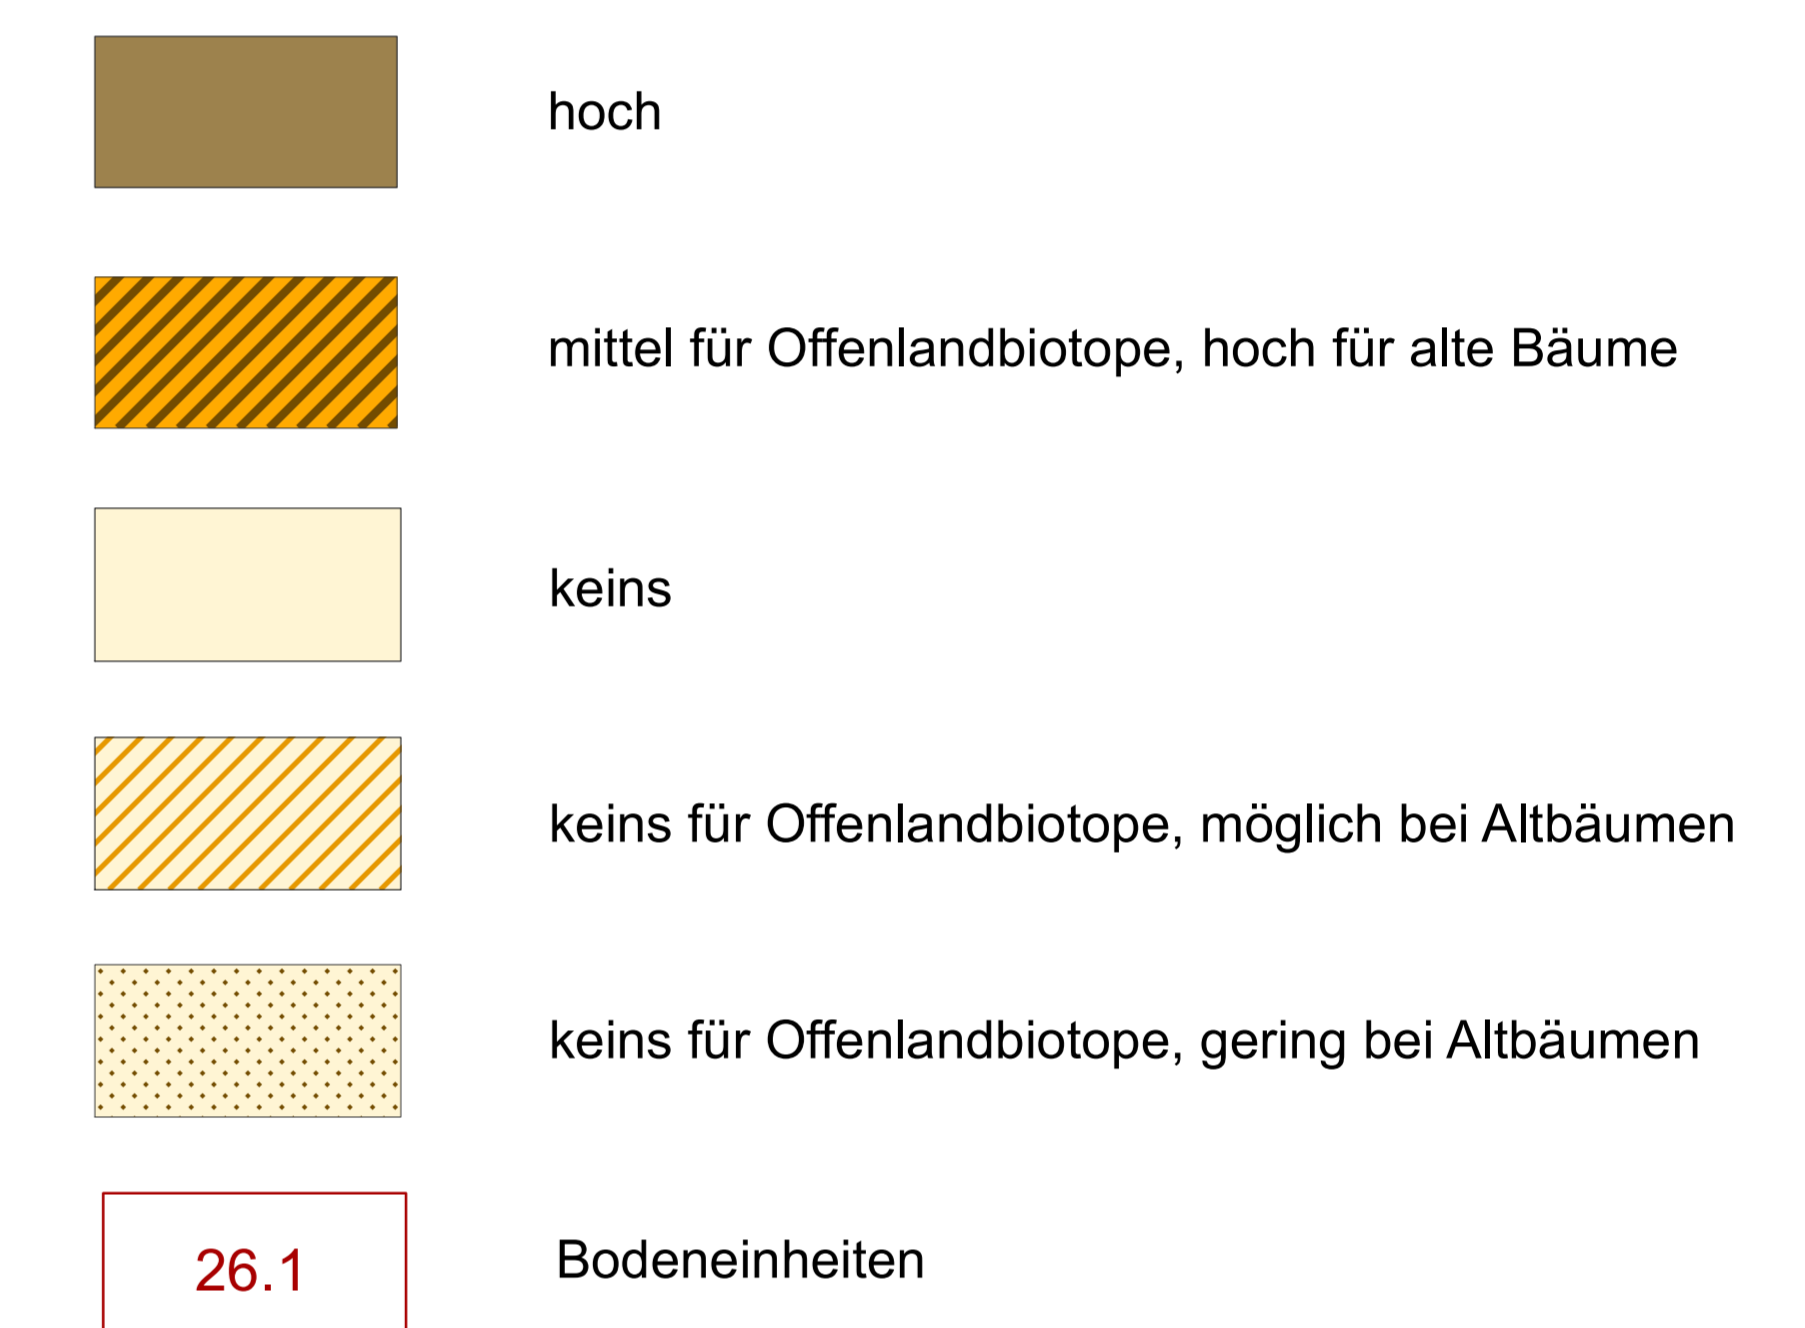 hoch
mittel für Offenlandbiotope, hoch für alte Bäume
keins
keins für Offenlandbiotope, möglich bei Altbäumen
keins für Offenlandbiotope, gering bei Altbäumen
26.1 Bodeneinheiten